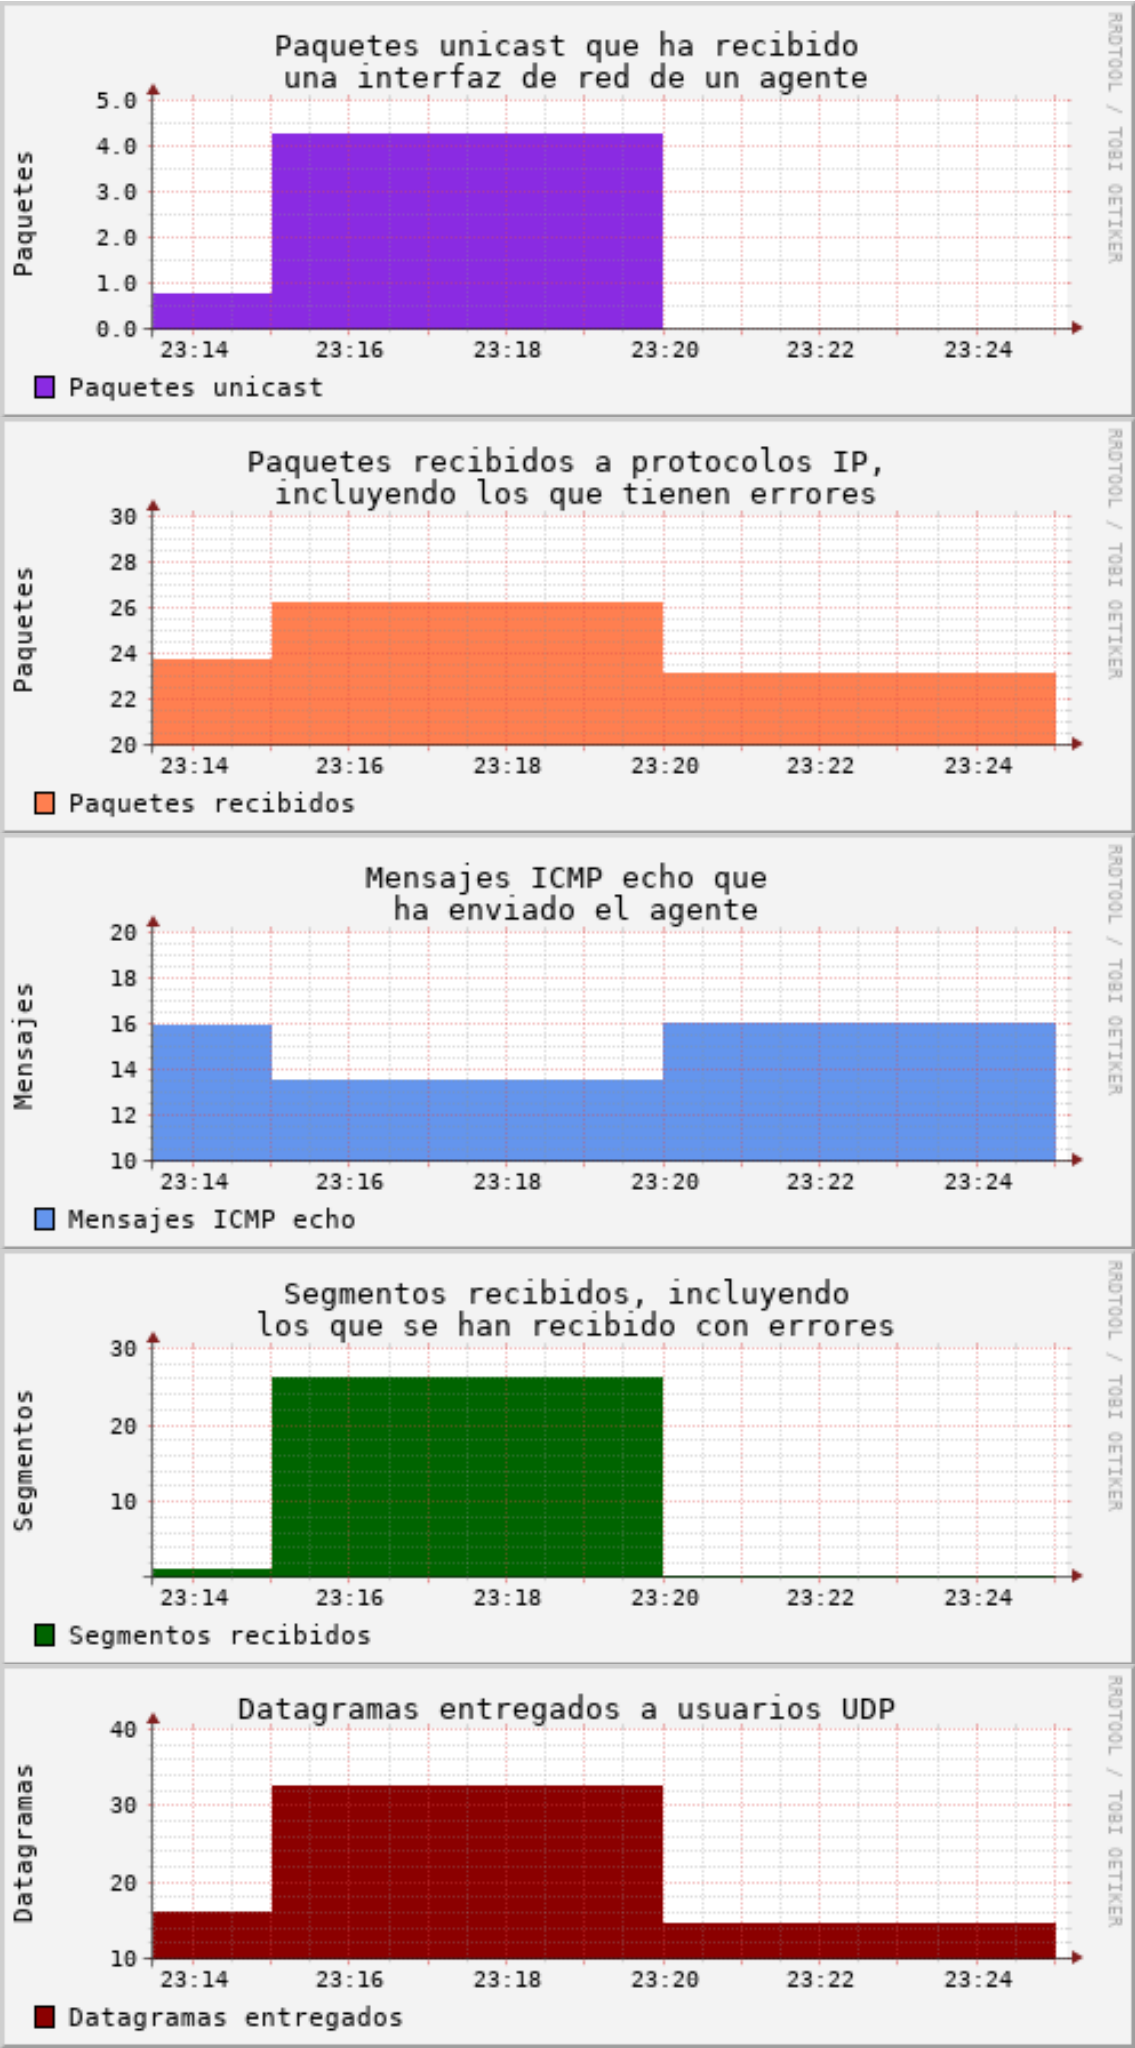 Paquetes unicast que ha recibido
una interfaz de red de un agente
RRDTOOL / TOBI OETIKER
Paquetes
5.0
4.0
3.0
2.0
1.0
0.0
23:14 23:16 23:18 23:20 23:22 23:24
Paquetes unicast
Paquetes recibidos a protocolos IP,
incluyendo los que tienen errores
RRDTOOL / TOBI OETIKER
Paquetes
30
28
26
24
22
20
23:14 23:16 23:18 23:20 23:22 23:24
Paquetes recibidos
Mensajes ICMP echo que
ha enviado el agente
RRDTOOL / TOBI OETIKER
Mensajes
20
18
16
14
12
10
23:14 23:16 23:18 23:20 23:22 23:24
Mensajes ICMP echo
Segmentos recibidos, incluyendo
los que se han recibido con errores
RRDTOOL / TOBI OETIKER
Segmentos
30
20
10
23:14 23:16 23:18 23:20 23:22 23:24
Segmentos recibidos
Datagramas entregados a usuarios UDP
RRDTOOL / TOBI OETIKER
Datagramas
40
30
20
10
23:14 23:16 23:18 23:20 23:22 23:24
Datagramas entregados